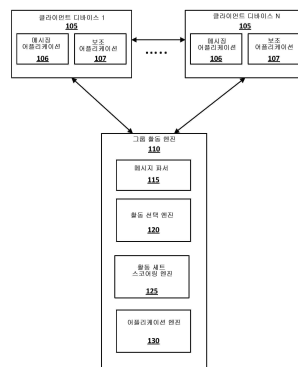 클라이언트 디바이스 1
105
메시징
어플리케이션
106
보조
어플리케이션
107
.....
클라이언트 디바이스 N
105
메시징
어플리케이션
106
보조
어플리케이션
107
그룹 활동 엔진
110
메시지 파서
115
활동 선택 엔진
120
활동 세트
스코어링 엔진
125
어플리케이션 엔진
130